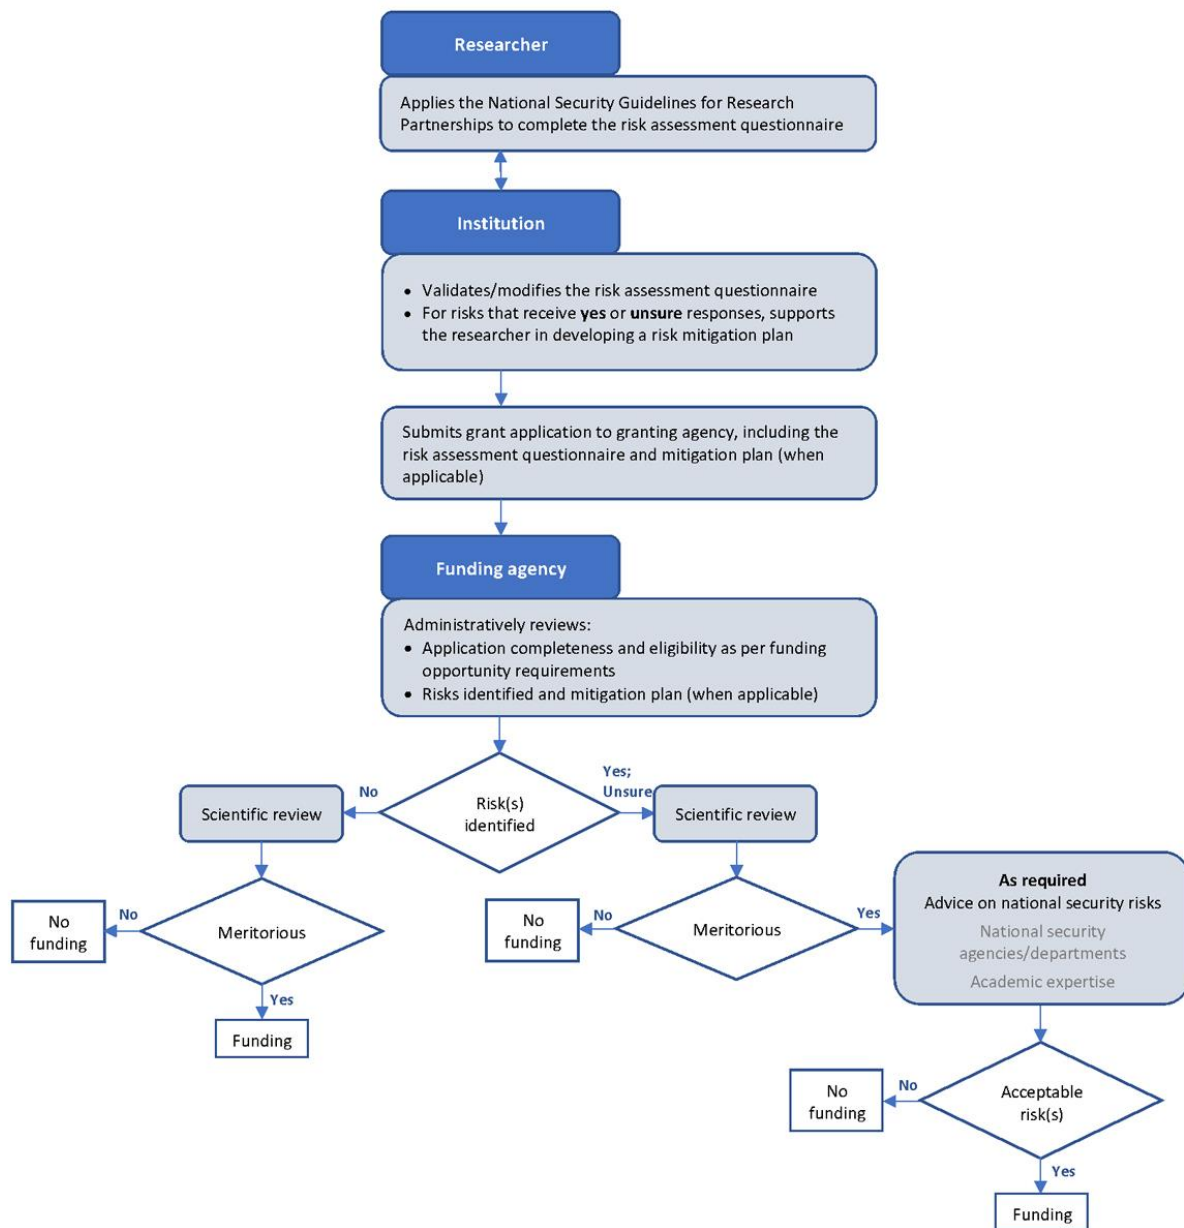 Researcher
Applies the National Security Guidelines for Research
Partnerships to complete the risk assessment questionnaire
Institution
• Validates/modifies the risk assessment questionnaire
• For risks that receive yes or unsure responses, supports
the researcher in developing a risk mitigation plan
Submits grant application to granting agency, including the
risk assessment questionnaire and mitigation plan (when
applicable)
Funding agency
Administratively reviews:
• Application completeness and eligibility as per funding
opportunity requirements
• Risks identified and mitigation plan (when applicable)
Risk(s)
identified
No
Scientific review
Meritorious
No
No
funding
Yes
Funding
Yes;
Unsure
Scientific review
Meritorious
No
No
funding
Yes
As required
Advice on national security risks
National security
agencies/departments
Academic expertise
Acceptable
risk(s)
No
No
funding
Yes
Funding